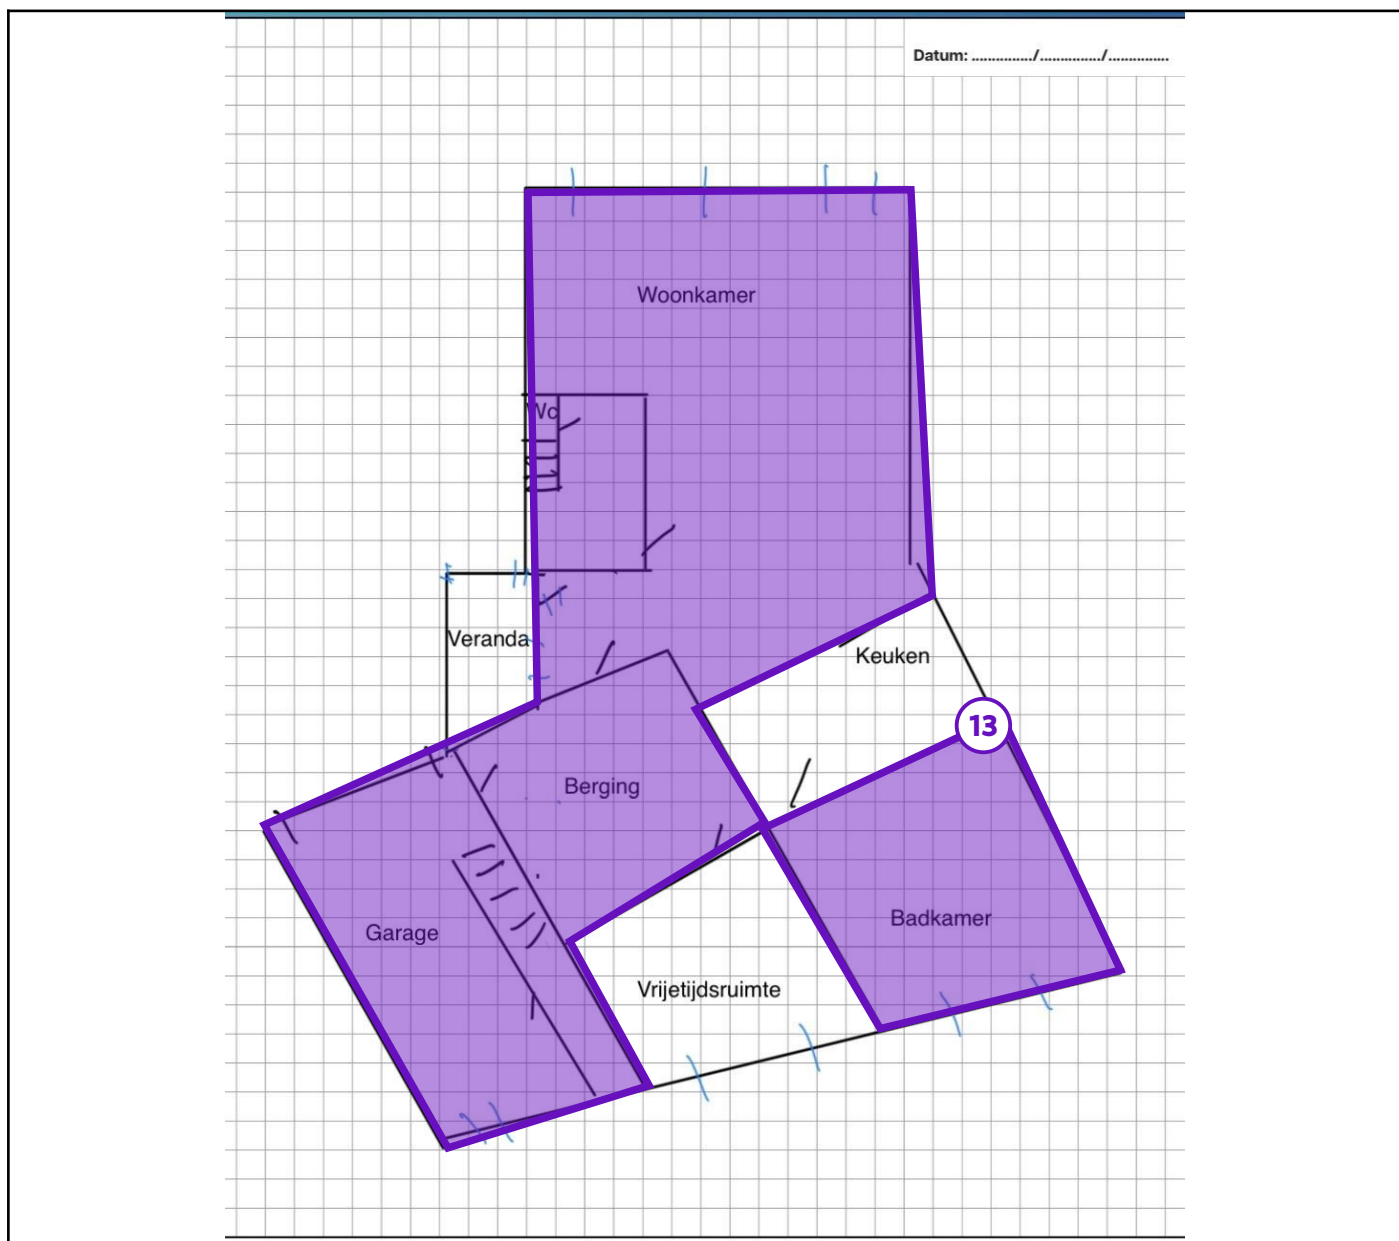 Datum: .............../.............../...............
Woonkamer
Wc
Veranda
Keuken
13
Berging
Badkamer
Garage
Vrijetijdsruimte